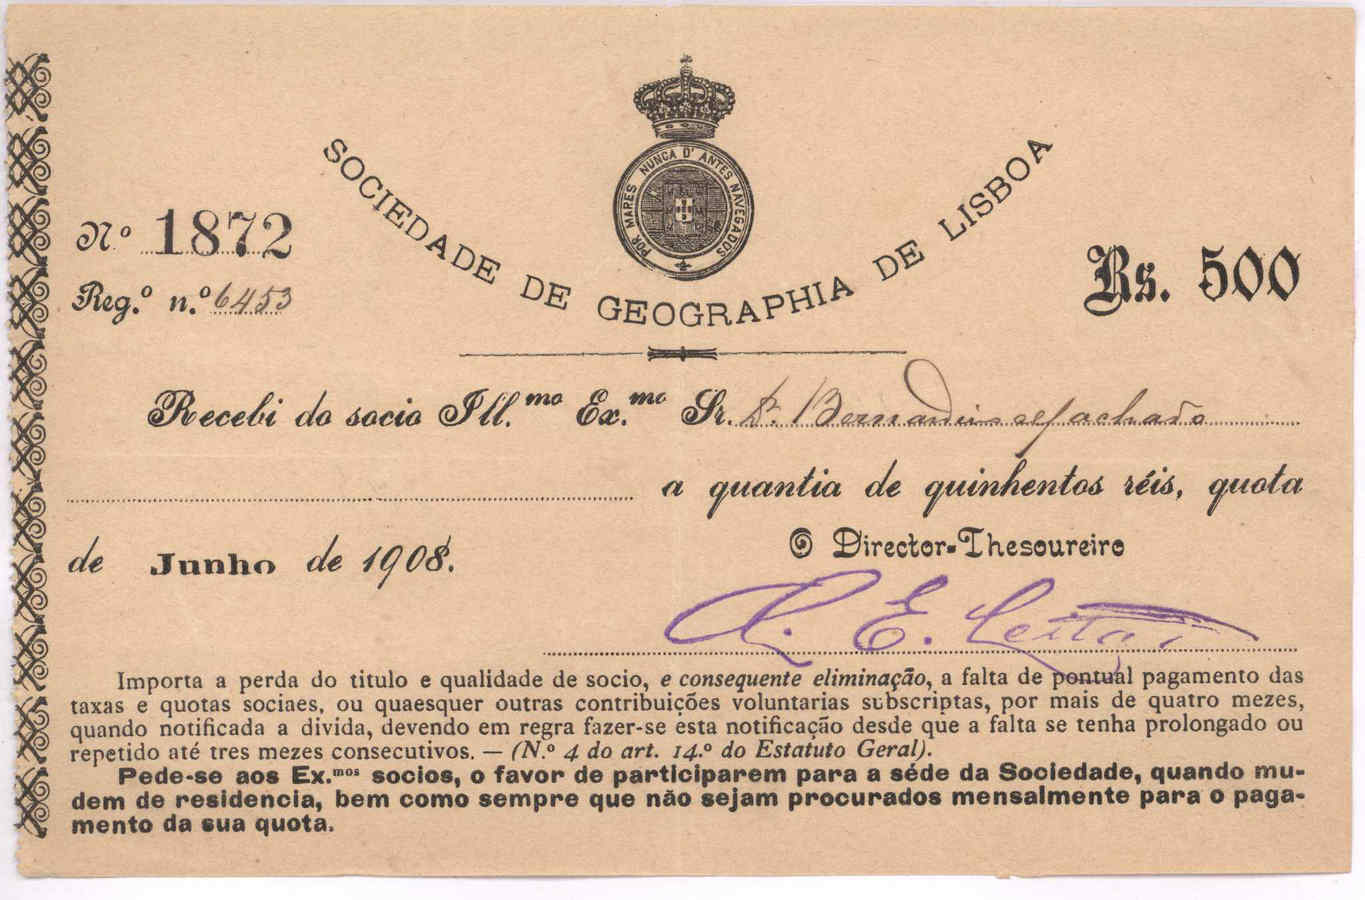 POR MARES NUNCA D'ANTES NAVEGADOS
SOCIEDADE DE GEOGRAPHIA DE LISBOA
Nº 1872
Rs. 500
Reg.º n.º 6453
Recebi do socio Ill.mo Ex.mo Sr. Dr. Bernardino Machado
a quantia de quinhentos réis, quota
de Junho de 1908.
O Director-Thesoureiro
E. Leitão
Importa a perda do titulo e qualidade de socio, e consequente eliminação, a falta de pontual pagamento das
taxas e quotas sociaes, ou quaesquer outras contribuições voluntarias subscriptas, por mais de quatro mezes,
quando notificada a divida, devendo em regra fazer-se esta notificação desde que a falta se tenha prolongado ou
repetido até tres mezes consecutivos. — (N.º 4 do art. 14.º do Estatuto Geral).
Pede-se aos Ex.mos socios, o favor de participarem para a séde da Sociedade, quando mu-
dem de residencia, bem como sempre que não sejam procurados mensalmente para o paga-
mento da sua quota.